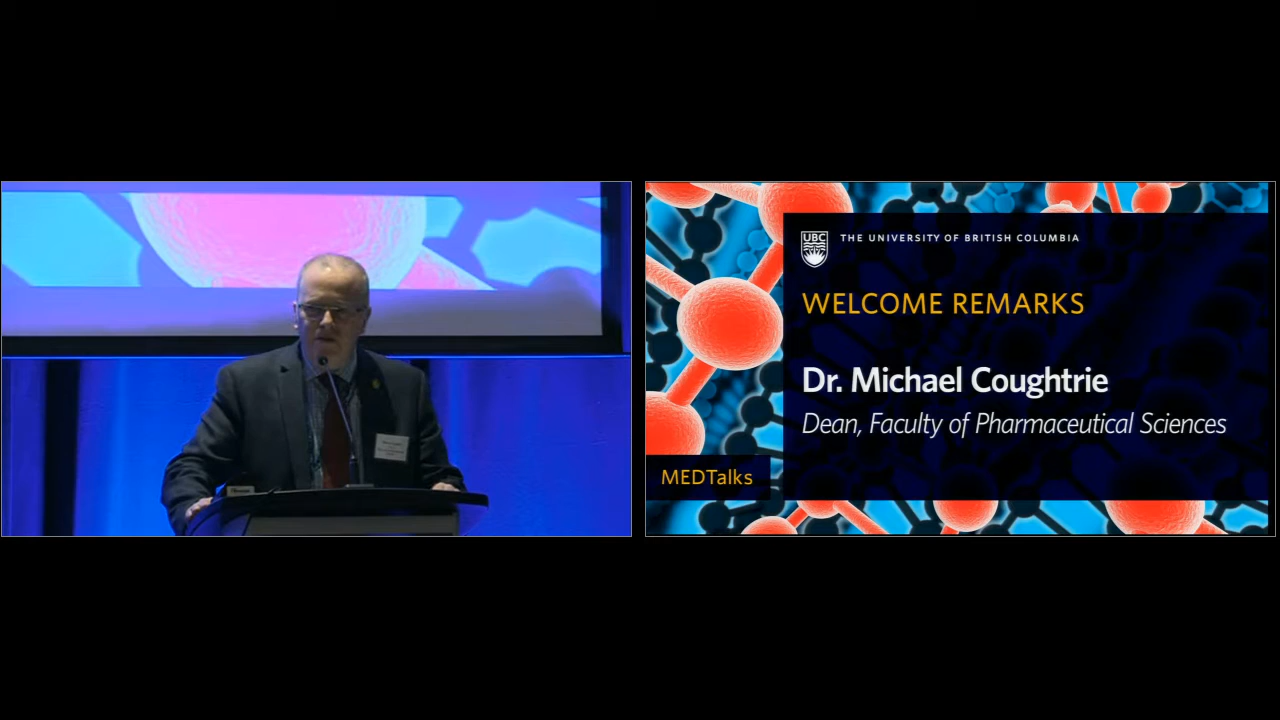 UBC
THE UNIVERSITY OF BRITISH COLUMBIA
WELCOME REMARKS
Dr. Michael Coughtrie
Dean, Faculty of Pharmaceutical Sciences
MEDTalks